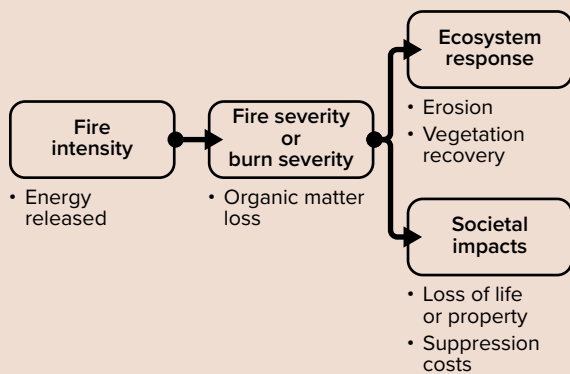 Fire
intensity
• Energy
released
Fire severity
or
burn severity
• Organic matter
loss
Ecosystem
response
• Erosion
• Vegetation
recovery
Societal
impacts
• Loss of life
or property
• Suppression
costs